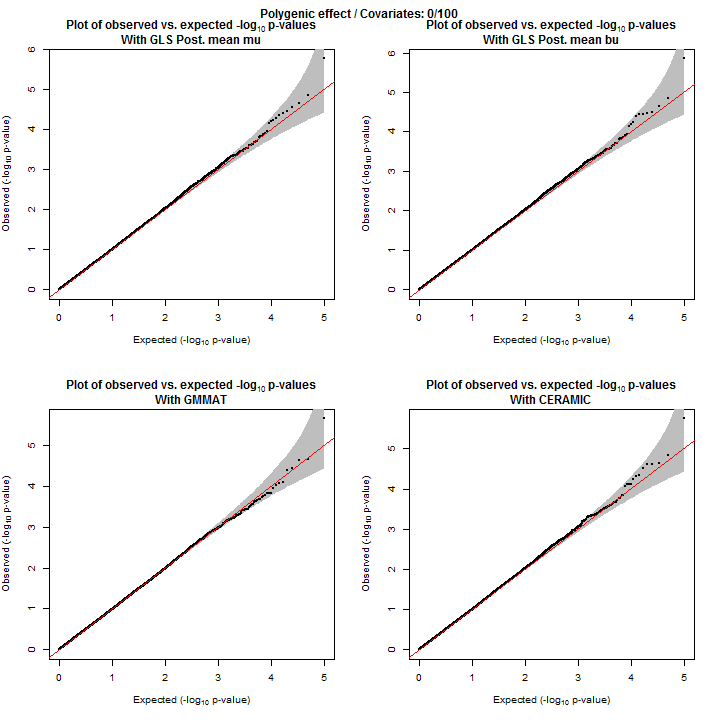 Polygenic effect / Covariates: 0/100
Plot of observed vs. expected -log10 p-values
With GLS Post. mean mu
Observed (-log10 p-value)
6
5
4
3
2
1
0
0 1 2 3 4 5
Expected (-log10 p-value)
Plot of observed vs. expected -log10 p-values
With GLS Post. mean bu
Observed (-log10 p-value)
6
5
4
3
2
1
0
0 1 2 3 4 5
Expected (-log10 p-value)
Plot of observed vs. expected -log10 p-values
With GMMAT
Observed (-log10 p-value)
5
4
3
2
1
0
0 1 2 3 4 5
Expected (-log10 p-value)
Plot of observed vs. expected -log10 p-values
With CERAMIC
Observed (-log10 p-value)
5
4
3
2
1
0
0 1 2 3 4 5
Expected (-log10 p-value)